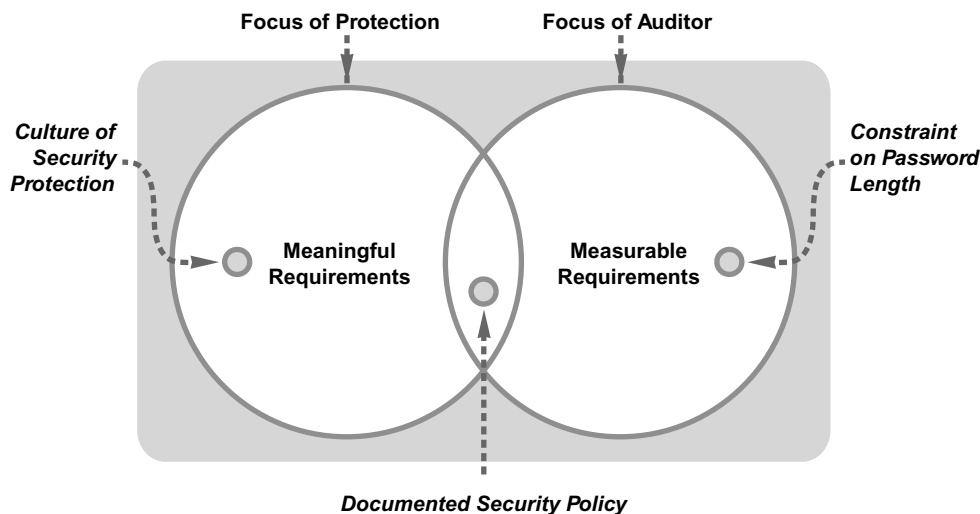 Focus of Protection
Focus of Auditor
Culture of
Security
Protection
Constraint
on Password
Length
Meaningful
Requirements
Measurable
Requirements
Documented Security Policy